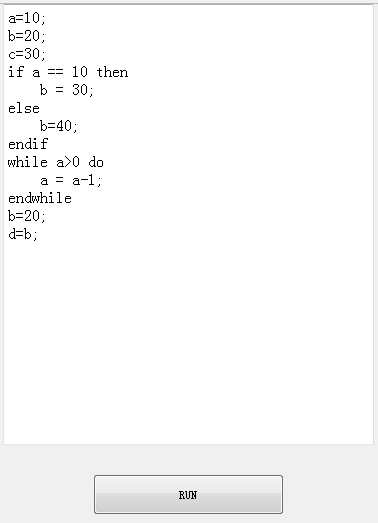 a=10;
b=20;
c=30;
if a == 10 then
    b = 30;
else
    b=40;
endif
while a>0 do
    a = a-1;
endwhile
b=20;
d=b;
RUN